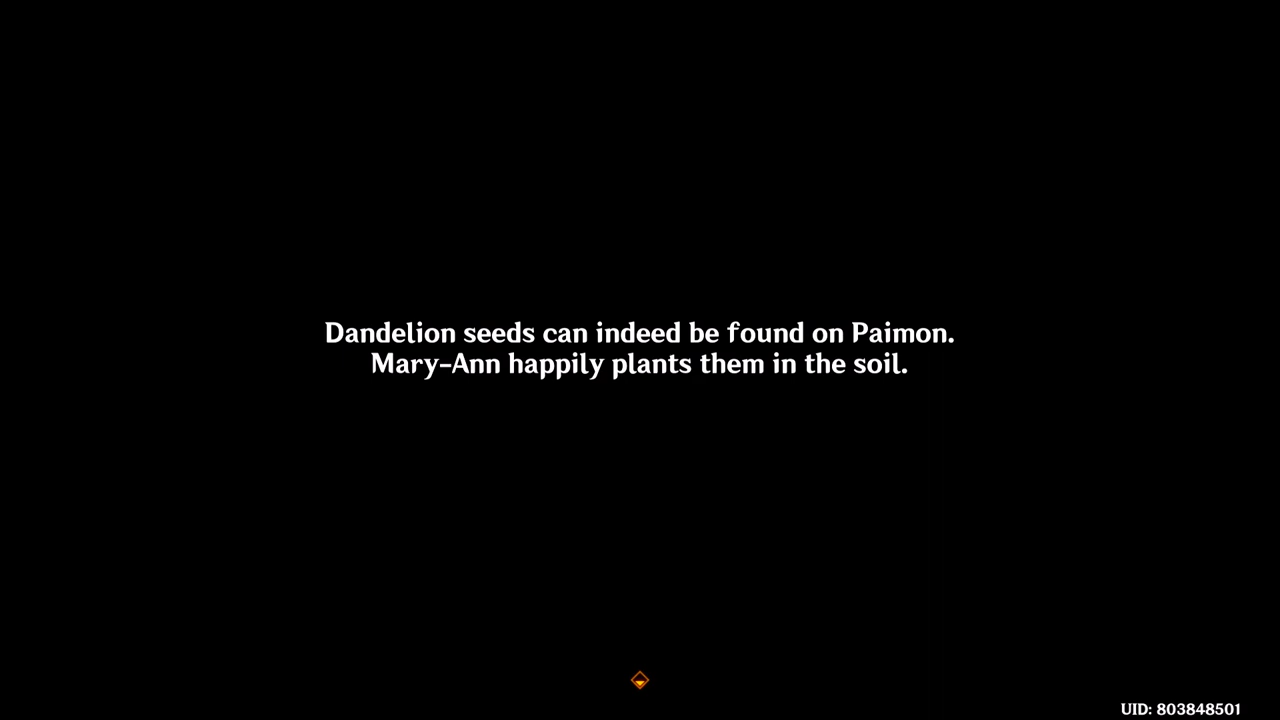 Dandelion seeds can indeed be found on Paimon.
Mary-Ann happily plants them in the soil.
UID: 803848501